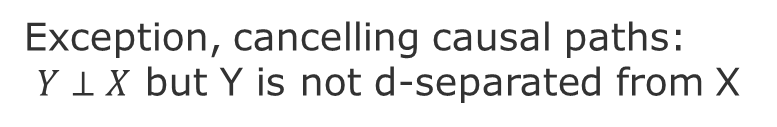 Exception, cancelling causal paths:
Y ⊥ X but Y is not d-separated from X